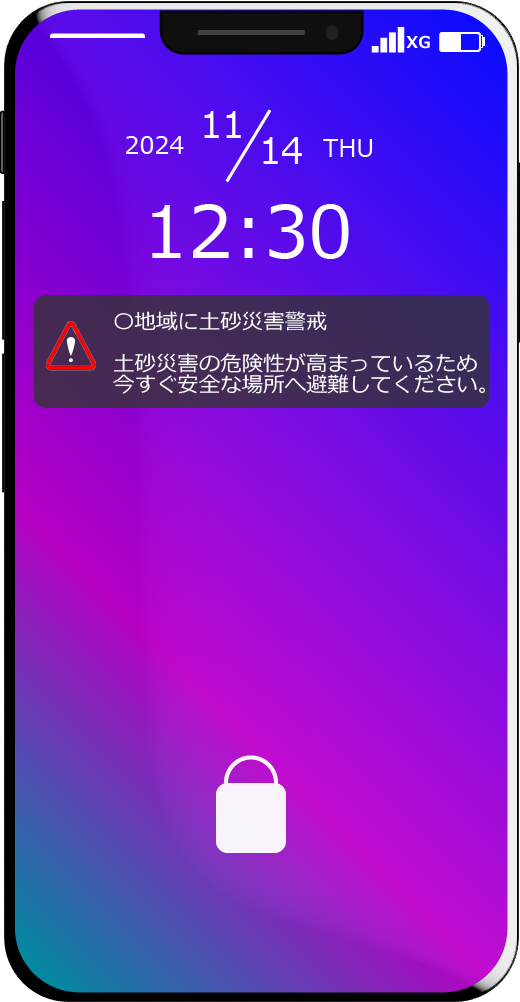 XG
2024 11/14 THU
12:30
〇地域に土砂災害警戒
土砂災害の危険性が高まっているため
今すぐ安全な場所へ避難してください。